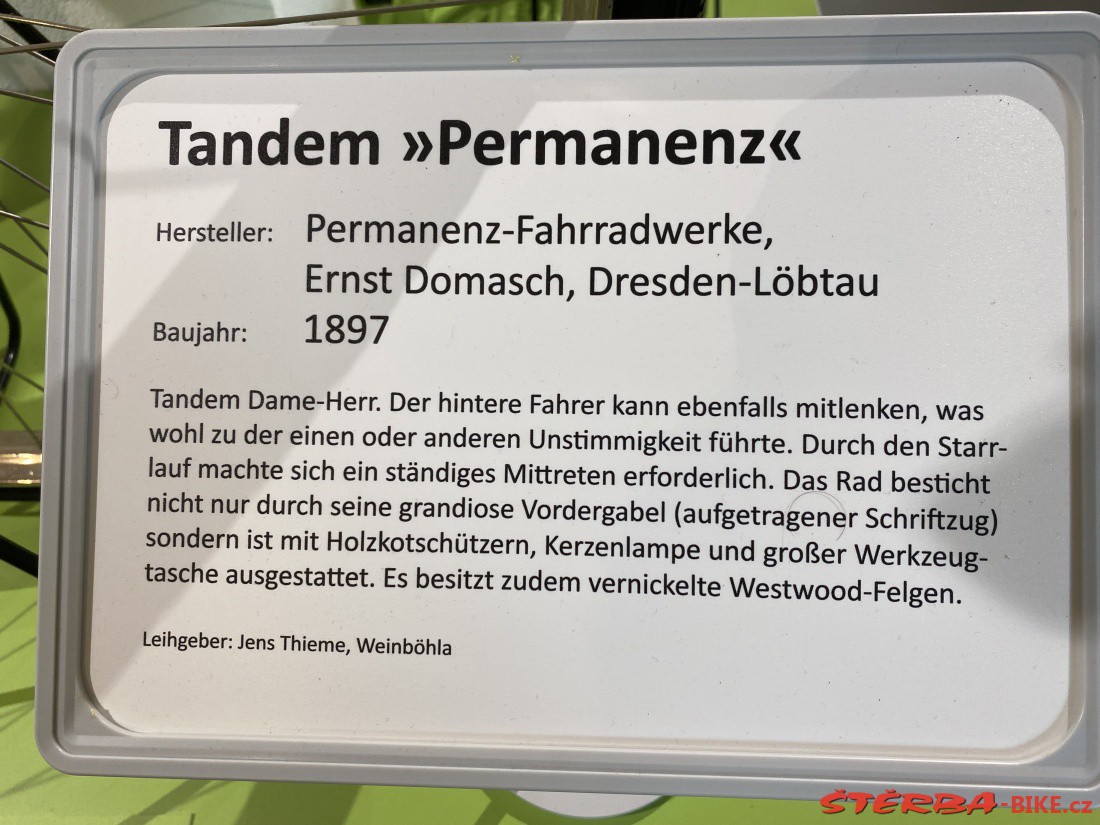 Tandem »Permanenz«
Hersteller: Permanenz-Fahrradwerke,
Ernst Domasch, Dresden-Löbtau
Baujahr: 1897
Tandem Dame-Herr. Der hintere Fahrer kann ebenfalls mitlenken, was
wohl zu der einen oder anderen Unstimmigkeit führte. Durch den Starr-
lauf machte sich ein ständiges Mittreten erforderlich. Das Rad besticht
nicht nur durch seine grandiose Vordergabel (aufgetragener Schriftzug)
sondern ist mit Holzkotschützern, Kerzenlampe und großer Werkzeug-
tasche ausgestattet. Es besitzt zudem vernickelte Westwood-Felgen.
Leihgeber: Jens Thieme, Weinböhla
ŠTĚRBA-BIKE.cz